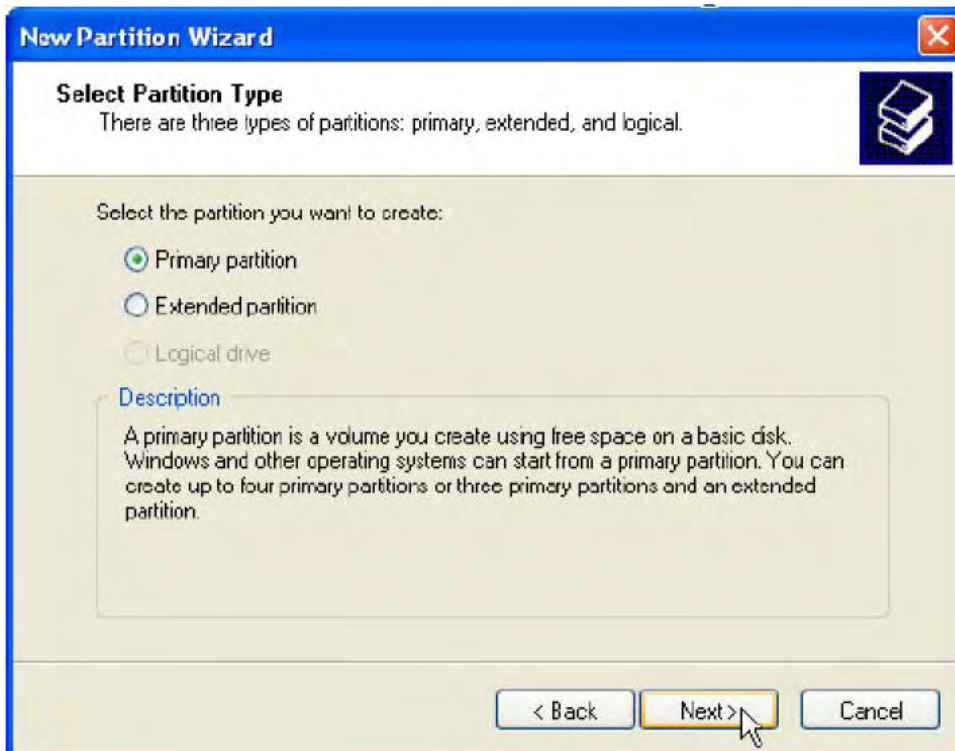 New Partition Wizard
Select Partition Type
There are three types of partitions: primary, extended, and logical.
Select the partition you want to create:
Primary partition
Extended partition
Logical drive
Description
A primary partition is a volume you create using free space on a basic disk.
Windows and other operating systems can start from a primary partition. You can
create up to four primary partitions or three primary partitions and an extended
partition.
< Back
Next >
Cancel